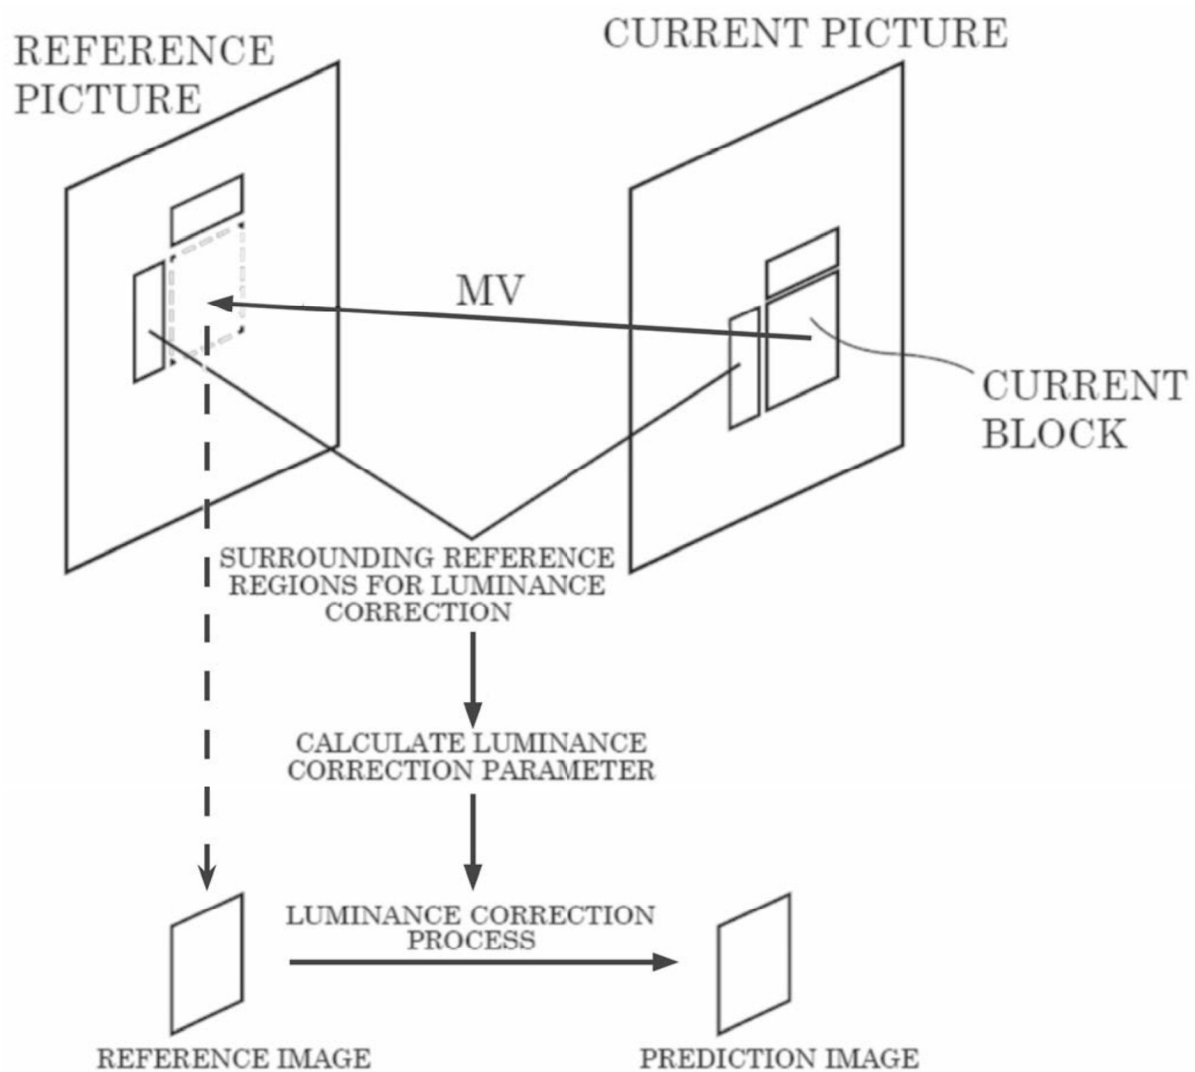 REFERENCE
PICTURE
CURRENT PICTURE
MV
CURRENT
BLOCK
SURROUNDING REFERENCE
REGIONS FOR LUMINANCE
CORRECTION
CALCULATE LUMINANCE
CORRECTION PARAMETER
LUMINANCE CORRECTION
PROCESS
REFERENCE IMAGE
PREDICTION IMAGE